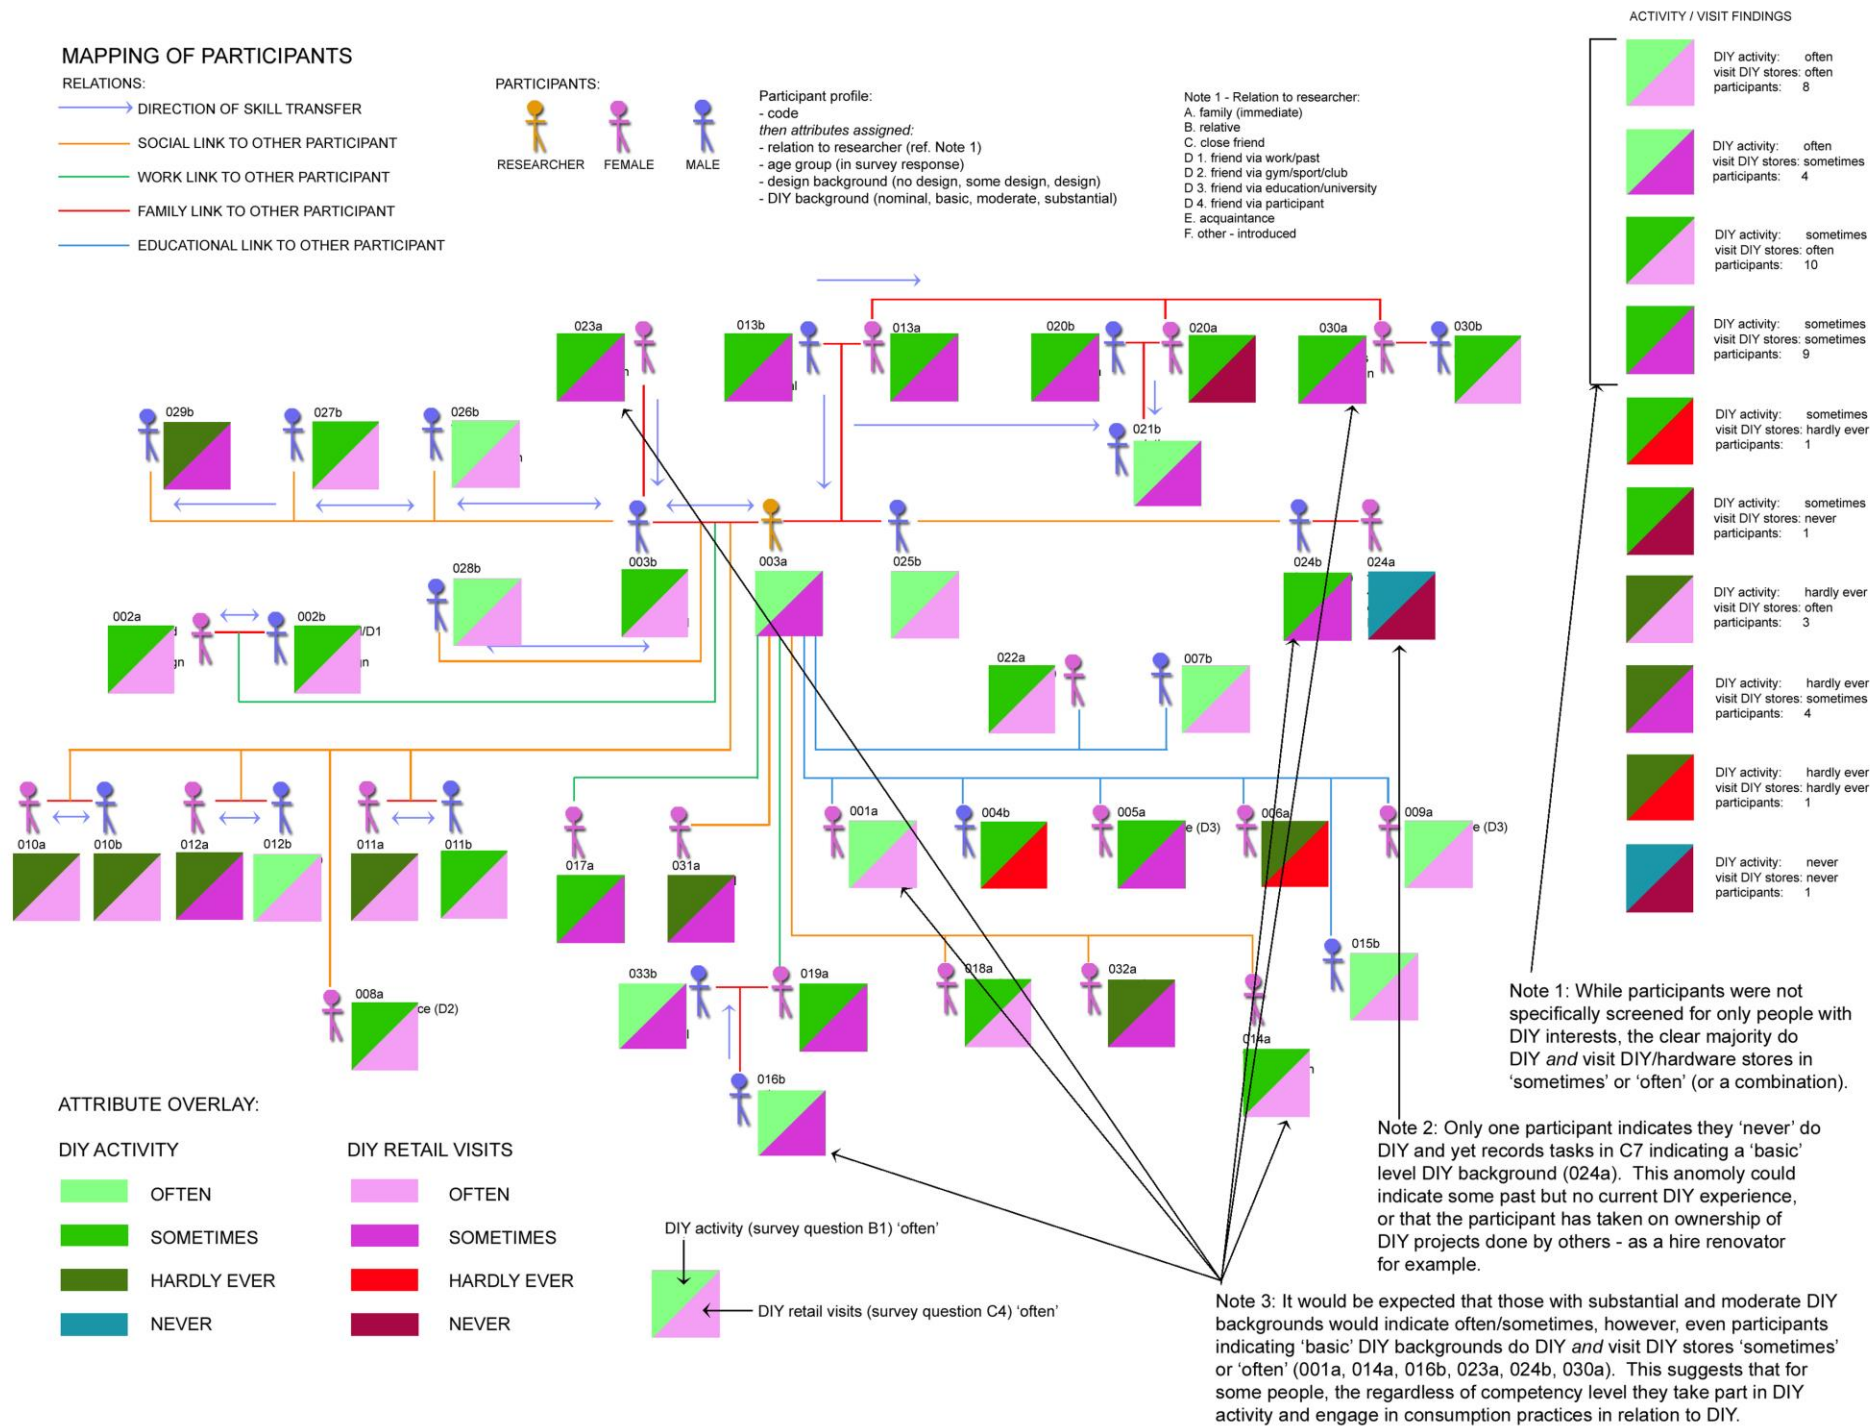 MAPPING OF PARTICIPANTS
RELATIONS:
DIRECTION OF SKILL TRANSFER
SOCIAL LINK TO OTHER PARTICIPANT
WORK LINK TO OTHER PARTICIPANT
FAMILY LINK TO OTHER PARTICIPANT
EDUCATIONAL LINK TO OTHER PARTICIPANT
PARTICIPANTS:
RESEARCHER FEMALE MALE
Participant profile:
- code
then attributes assigned:
- relation to researcher (ref. Note 1)
- age group (in survey response)
- design background (no design, some design, design)
- DIY background (nominal, basic, moderate, substantial)
Note 1 - Relation to researcher:
A. family (immediate)
B. relative
C. close friend
D 1. friend via work/past
D 2. friend via gym/sport/club
D 3. friend via education/university
D 4. friend via participant
E. acquaintance
F. other - introduced
ACTIVITY / VISIT FINDINGS
DIY activity: often
visit DIY stores: often
participants: 8
DIY activity: often
visit DIY stores: sometimes
participants: 4
DIY activity: sometimes
visit DIY stores: often
participants: 10
DIY activity: sometimes
visit DIY stores: sometimes
participants: 9
DIY activity: sometimes
visit DIY stores: hardly ever
participants: 1
DIY activity: sometimes
visit DIY stores: never
participants: 1
DIY activity: hardly ever
visit DIY stores: often
participants: 3
DIY activity: hardly ever
visit DIY stores: sometimes
participants: 4
DIY activity: hardly ever
visit DIY stores: hardly ever
participants: 1
DIY activity: never
visit DIY stores: never
participants: 1
023a 013b 013a 020b 020a 030a 030b
029b 027b 026b 021b
003b 003a 025b 024b 024a
028b
002a 002b /D1
gn gn
022a 007b
010a 010b 012a 012b 011a 011b
017a 031a
001a 004b 005a e (D3) 006a 009a e (D3)
008a ce (D2)
033b 019a 018a 032a 014a 015b
016b
ATTRIBUTE OVERLAY:
DIY ACTIVITY
OFTEN
SOMETIMES
HARDLY EVER
NEVER
DIY RETAIL VISITS
OFTEN
SOMETIMES
HARDLY EVER
NEVER
DIY activity (survey question B1) ‘often’
DIY retail visits (survey question C4) ‘often’
Note 1: While participants were not
specifically screened for only people with
DIY interests, the clear majority do
DIY and visit DIY/hardware stores in
‘sometimes’ or ‘often’ (or a combination).
Note 2: Only one participant indicates they ‘never’ do
DIY and yet records tasks in C7 indicating a ‘basic’
level DIY background (024a). This anomoly could
indicate some past but no current DIY experience,
or that the participant has taken on ownership of
DIY projects done by others - as a hire renovator
for example.
Note 3: It would be expected that those with substantial and moderate DIY
backgrounds would indicate often/sometimes, however, even participants
indicating ‘basic’ DIY backgrounds do DIY and visit DIY stores ‘sometimes’
or ‘often’ (001a, 014a, 016b, 023a, 024b, 030a). This suggests that for
some people, the regardless of competency level they take part in DIY
activity and engage in consumption practices in relation to DIY.